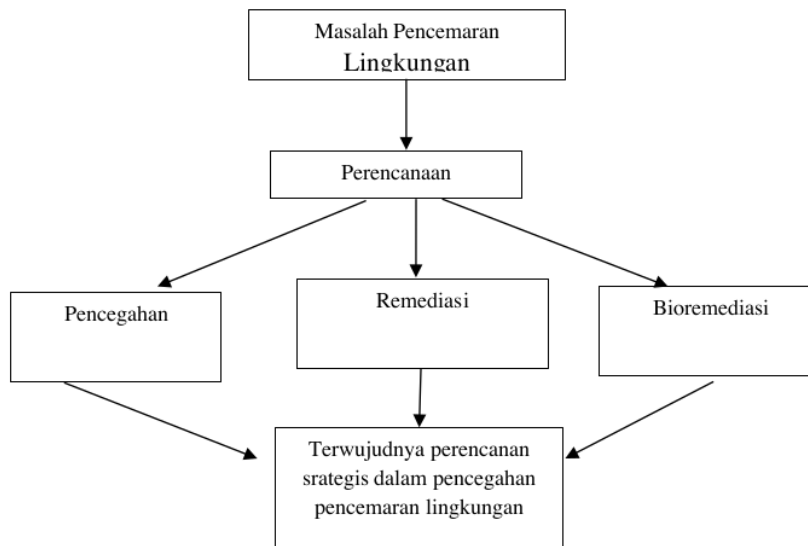 Masalah Pencemaran
Lingkungan
Perencanaan
Pencegahan
Remediasi
Bioremediasi
Terwujudnya perencanan
srategis dalam pencegahan
pencemaran lingkungan